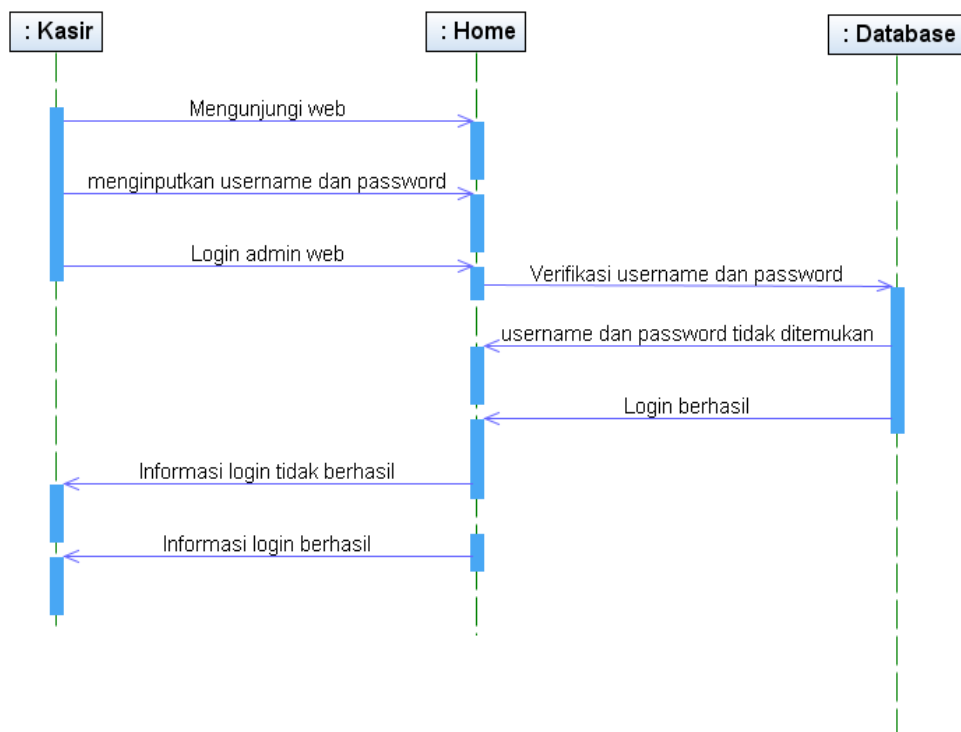 : Kasir
: Home
: Database
Mengunjungi web
menginputkan username dan password
Login admin web
Verifikasi username dan password
username dan password tidak ditemukan
Login berhasil
Informasi login tidak berhasil
Informasi login berhasil